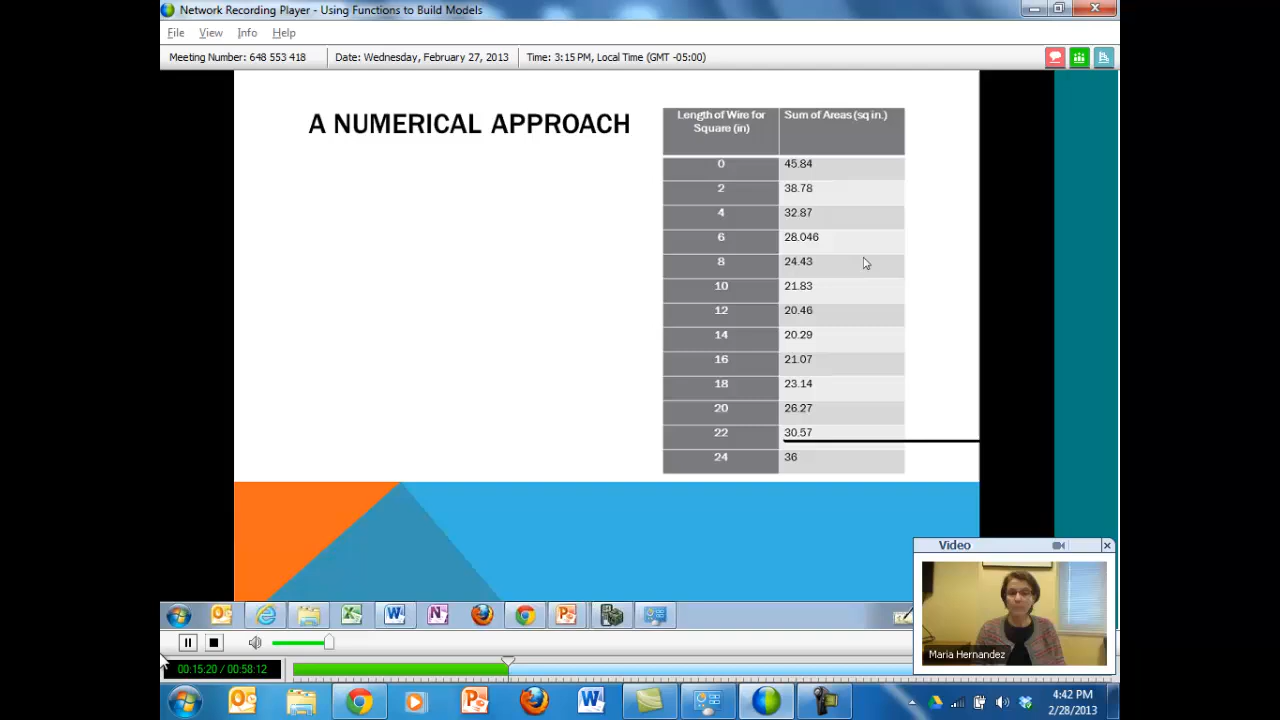 Network Recording Player - Using Functions to Build Models
File View Info Help
Meeting Number: 648 553 418 Date: Wednesday, February 27, 2013 Time: 3:15 PM, Local Time (GMT -05:00)
A NUMERICAL APPROACH
Length of Wire for Sum of Areas (sq in.)
Square (in)
0 45.84
2 38.78
4 32.87
6 28.046
8 24.43
10 21.83
12 20.46
14 20.29
16 21.07
18 23.14
20 26.27
22 30.57
24 36
Video
Maria Hernandez
00:15:20 / 00:58:12
4:42 PM
2/28/2013